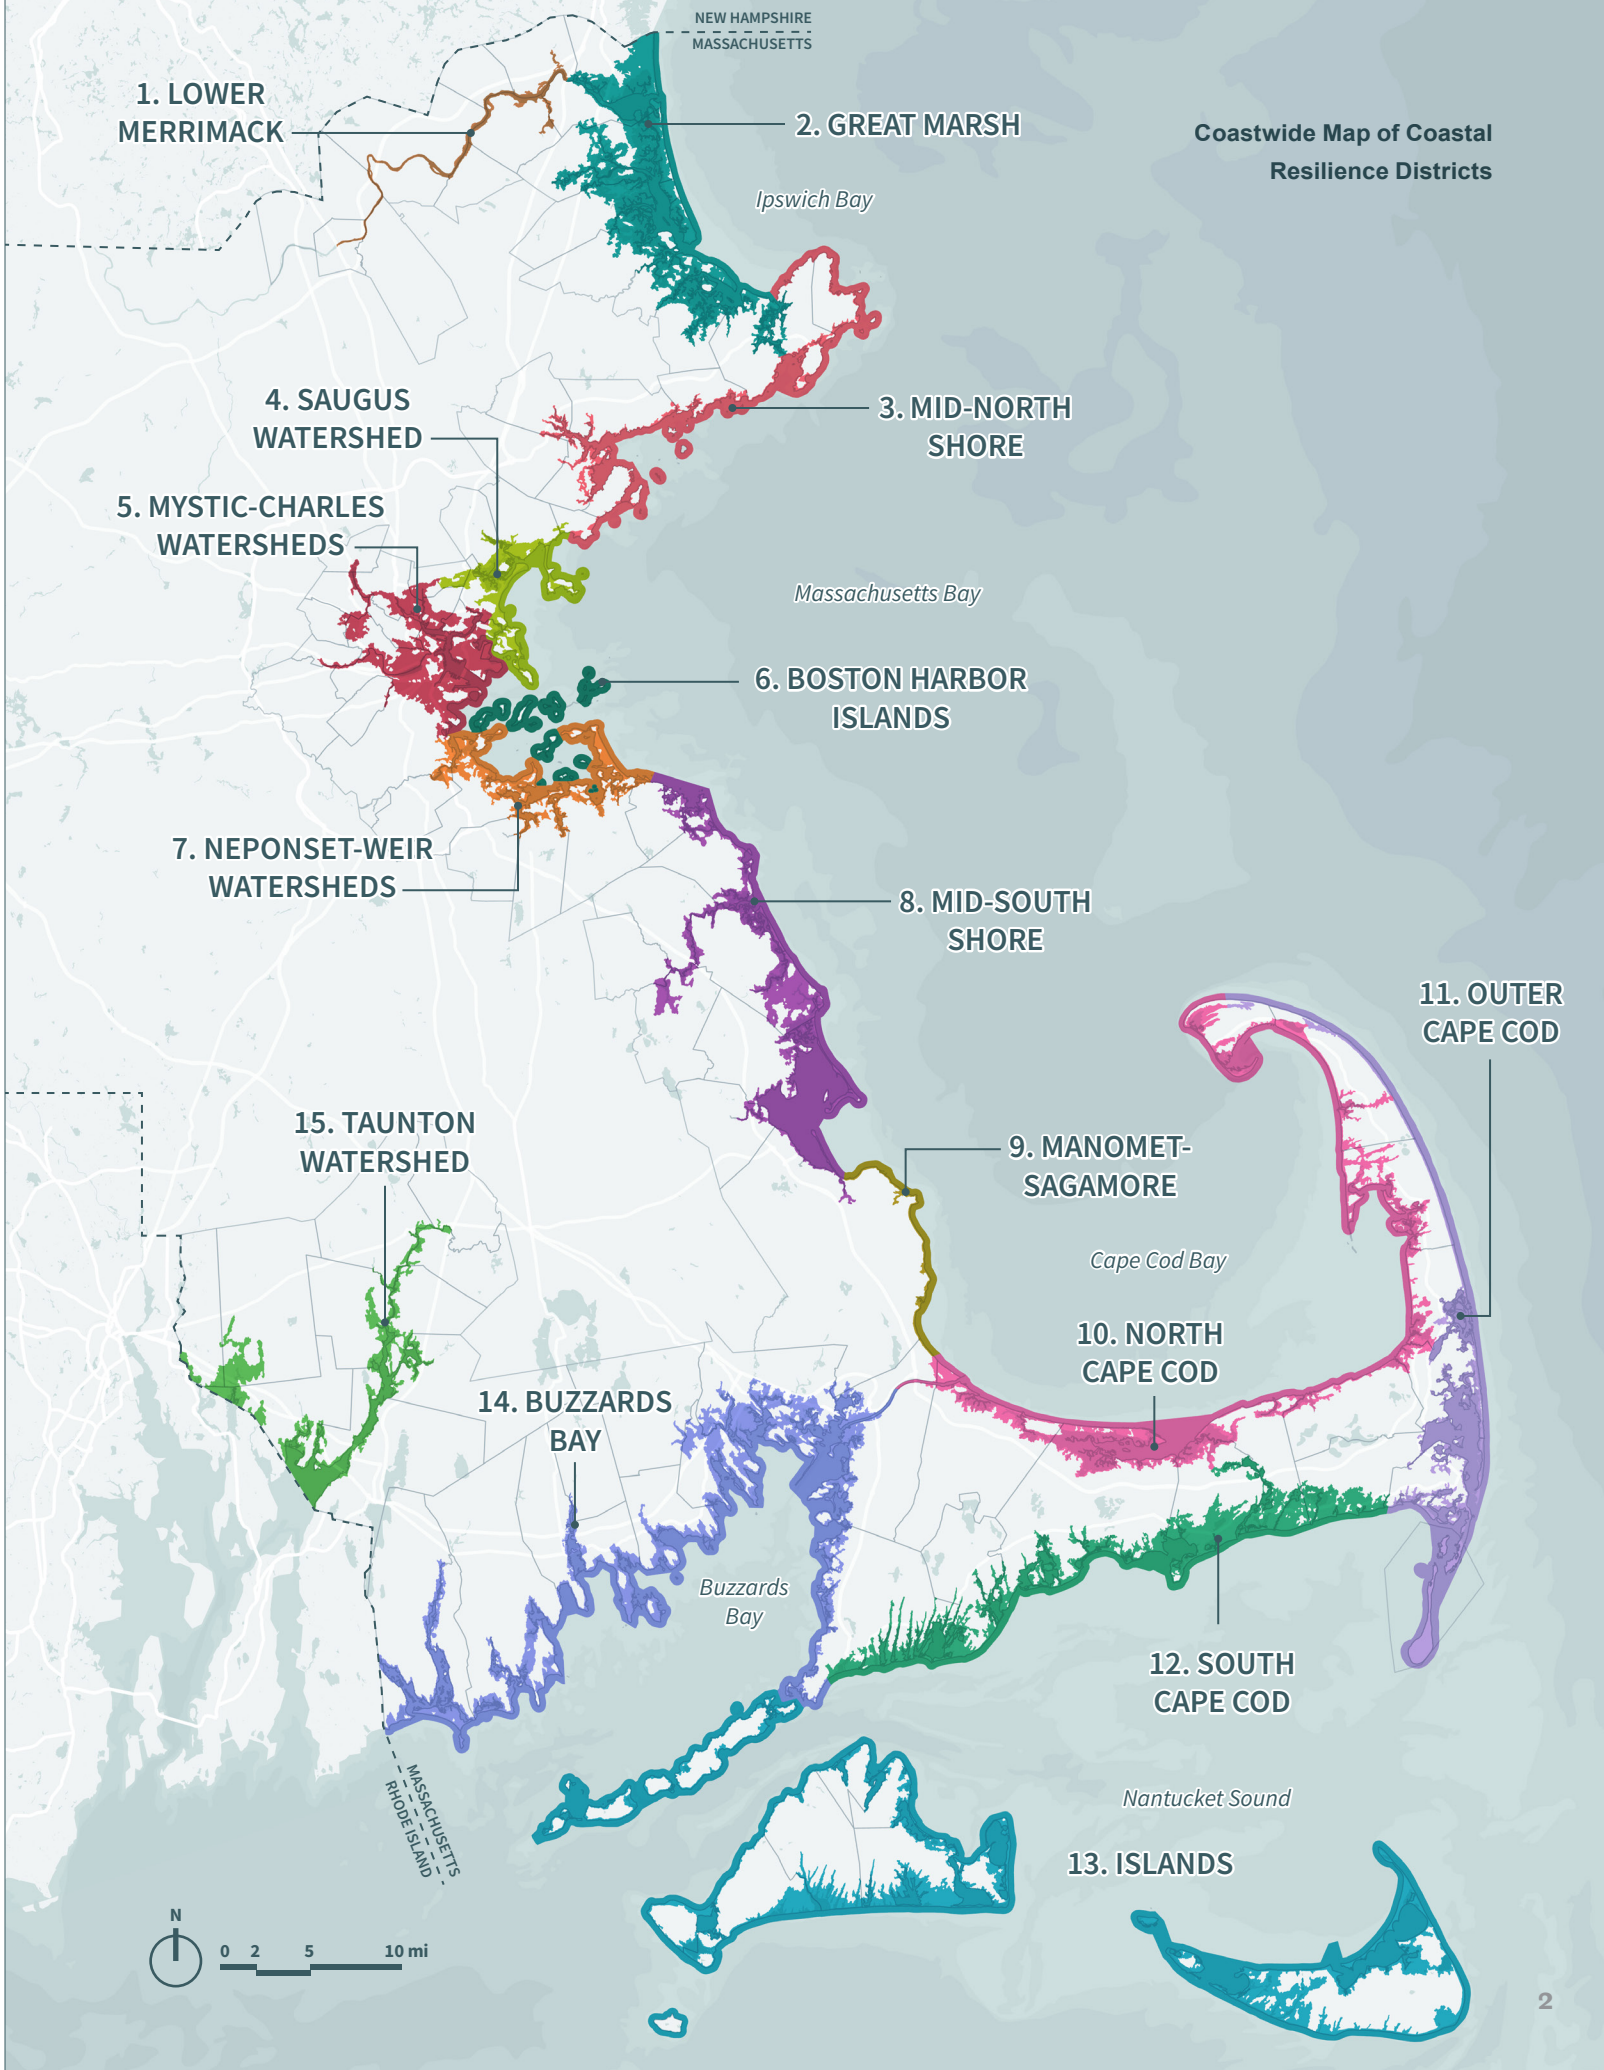 NEW HAMPSHIRE
MASSACHUSETTS
1. LOWER
MERRIMACK
2. GREAT MARSH
Coastwide Map of Coastal
Resilience Districts
Ipswich Bay
4. SAUGUS
WATERSHED
3. MID-NORTH
SHORE
5. MYSTIC-CHARLES
WATERSHEDS
Massachusetts Bay
6. BOSTON HARBOR
ISLANDS
7. NEPONSET-WEIR
WATERSHEDS
8. MID-SOUTH
SHORE
11. OUTER
CAPE COD
15. TAUNTON
WATERSHED
9. MANOMET-
SAGAMORE
Cape Cod Bay
10. NORTH
CAPE COD
14. BUZZARDS
BAY
Buzzards
Bay
12. SOUTH
CAPE COD
MASSACHUSETTS
RHODE ISLAND
Nantucket Sound
13. ISLANDS
N
0 2 5 10 mi
2